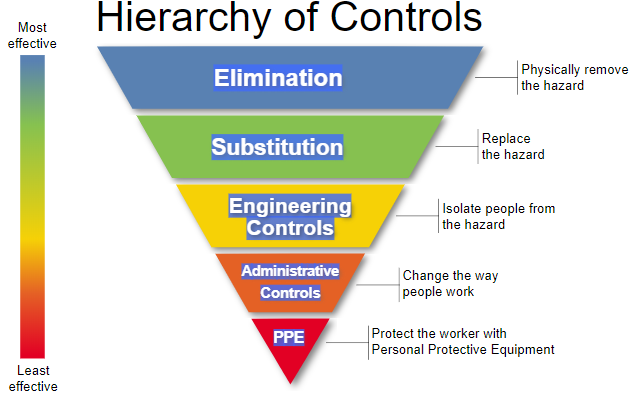 Hierarchy of Controls
Most
effective
Elimination
Physically remove
the hazard
Substitution
Replace
the hazard
Engineering
Controls
Isolate people from
the hazard
Administrative
Controls
Change the way
people work
PPE
Protect the worker with
Personal Protective Equipment
Least
effective